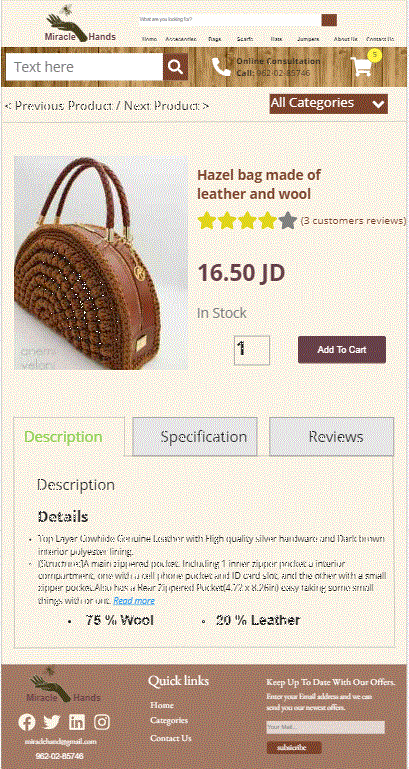 What are you looking for?
Miracle Hands
Home Accessories Bags Scarfs Hats Jumpers About Us Contact Us
Text here
Online Consultation
Call: 962-02-85746
5
< Previous Product / Next Product >
All Categories
Hazel bag made of
leather and wool
(3 customers reviews)
16.50 JD
In Stock
1
Add To Cart
Description
Specification
Reviews
Description
Details
Top Layer Cowhide Genuine Leather with High quality silver hardware and Dark brown
interior polyester lining.
[Structure:]A main zippered pocket. Including 1 inner zipper pocket a interior
compartment, one with a cell phone pocket and ID card slot, and the other with a small
zipper pocket.Also has a Rear Zippered Pocket(4.72 x 8.26in) easy taking some small
things with or out. Read more
75 % Wool
20 % Leather
Miracle Hands
miraclehand@gmail.com
962-02-85746
Quick links
Home
Categories
Contact Us
Keep Up To Date With Our Offers.
Enter your Email address and we can
send you our newest offers.
Your Mail...
subscribe